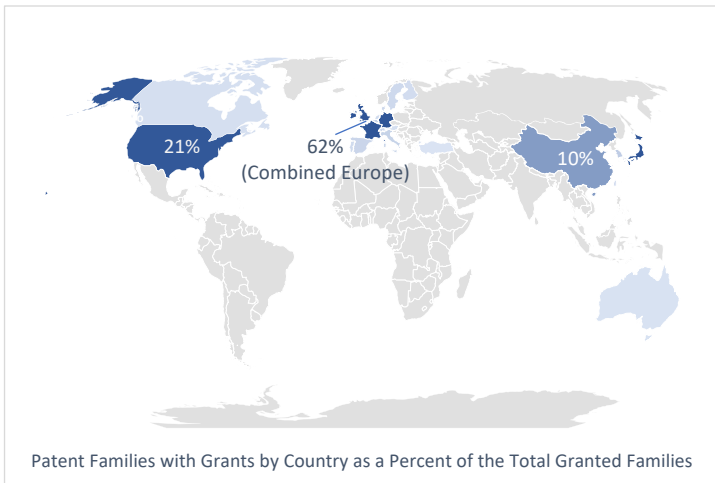 21%
62%
(Combined Europe)
10%
Patent Families with Grants by Country as a Percent of the Total Granted Families